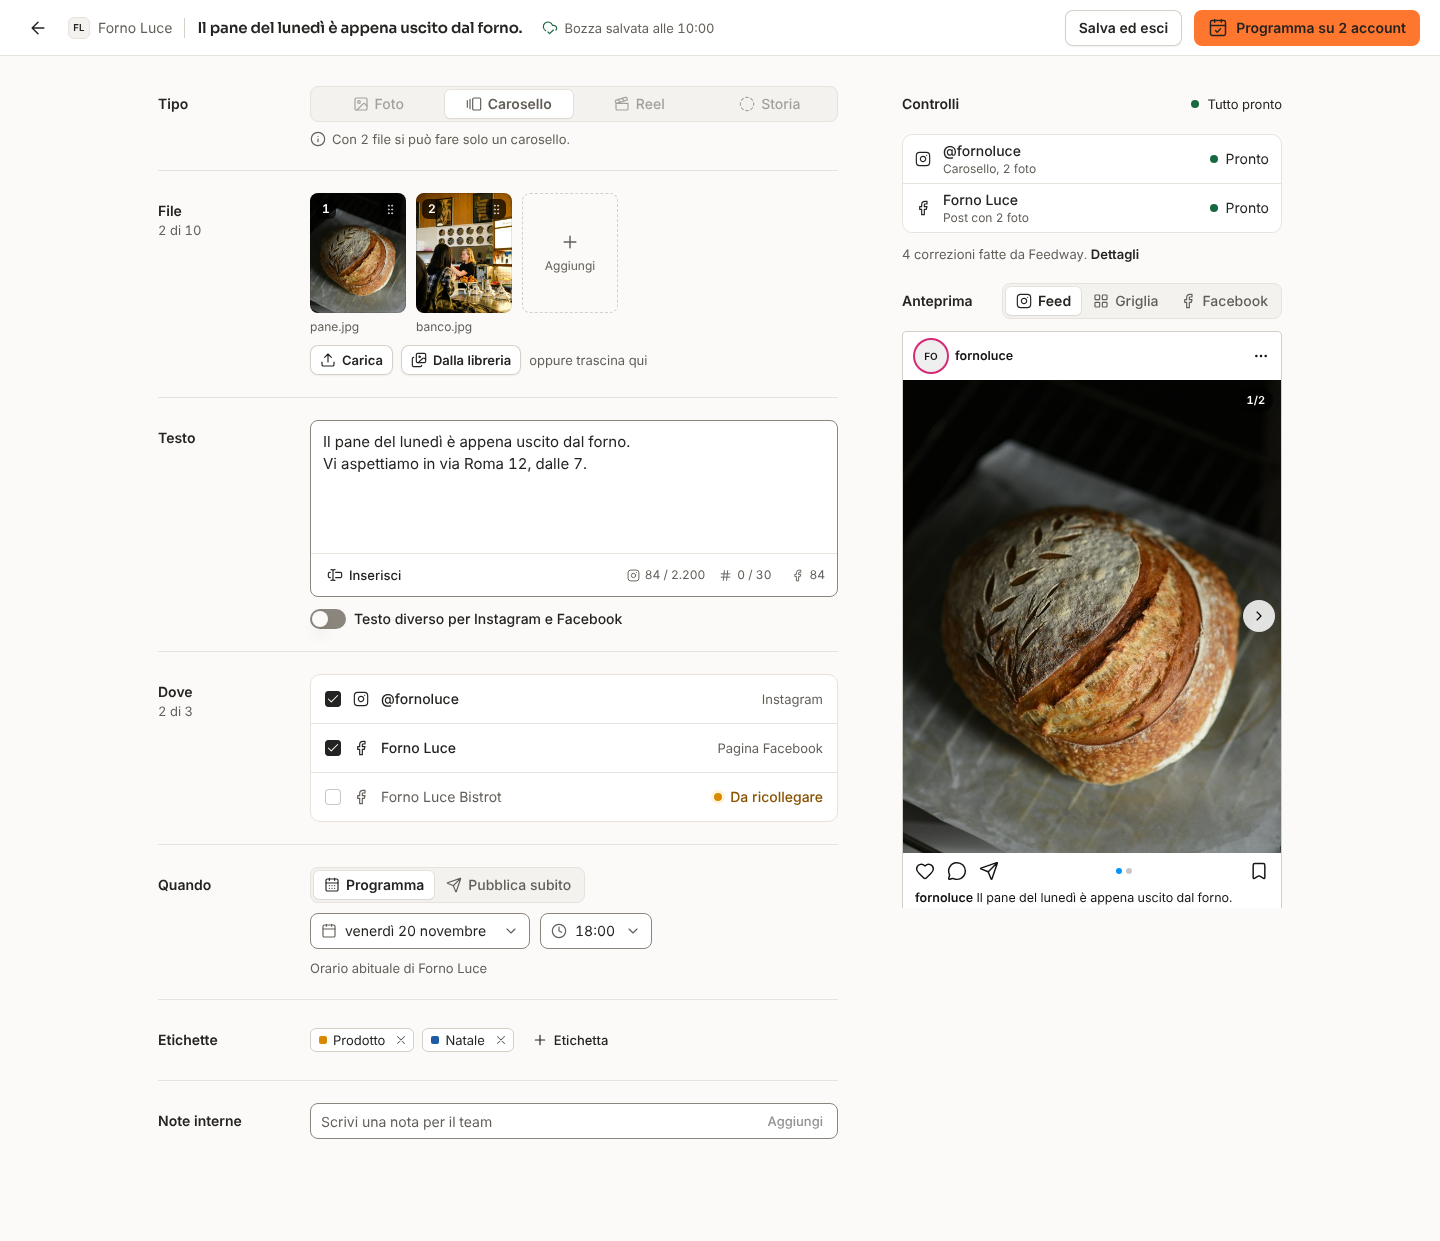 FL Forno Luce Il pane del lunedì è appena uscito dal forno. Bozza salvata alle 10:00 Salva ed esci Programma su 2 account
Tipo
Foto Carosello Reel Storia
Con 2 file si può fare solo un carosello.
File
2 di 10
1 2
Aggiungi
pane.jpg banco.jpg
Carica Dalla libreria oppure trascina qui
Testo
Il pane del lunedì è appena uscito dal forno.
Vi aspettiamo in via Roma 12, dalle 7.
Inserisci 84 / 2.200 0 / 30 84
Testo diverso per Instagram e Facebook
Dove
2 di 3
@fornoluce Instagram
Forno Luce Pagina Facebook
Forno Luce Bistrot Da ricollegare
Quando
Programma Pubblica subito
venerdì 20 novembre 18:00
Orario abituale di Forno Luce
Etichette
Prodotto Natale Etichetta
Note interne
Scrivi una nota per il team Aggiungi
Controlli Tutto pronto
@fornoluce
Carosello, 2 foto
Pronto
Forno Luce
Post con 2 foto
Pronto
4 correzioni fatte da Feedway. Dettagli
Anteprima Feed Griglia Facebook
FO fornoluce
1/2
fornoluce Il pane del lunedì è appena uscito dal forno.